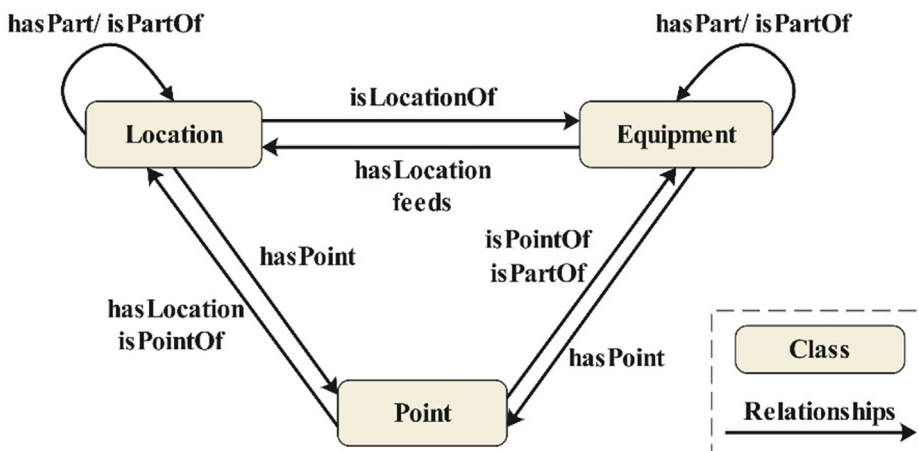 hasPart/ isPartOf
hasPart/ isPartOf
isLocationOf
Location
Equipment
hasLocation
feeds
isPointOf
isPartOf
hasPoint
hasLocation
isPointOf
hasPoint
Class
Point
Relationships